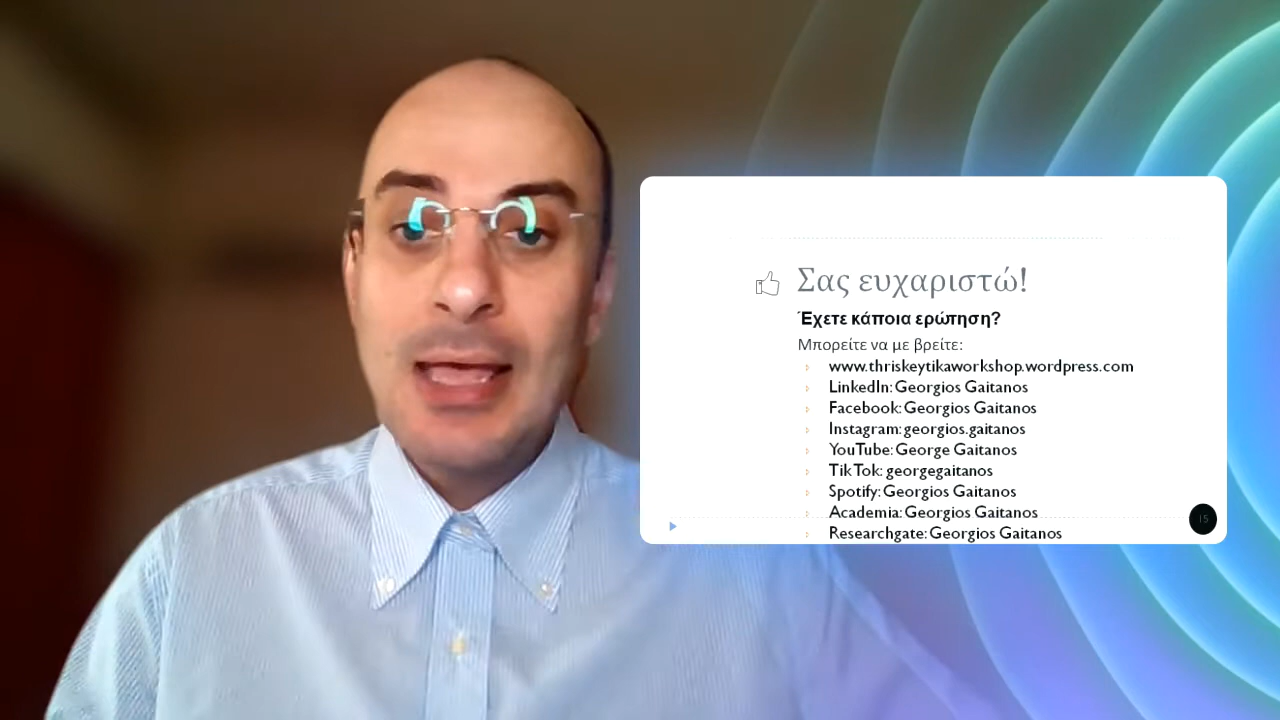 Σας ευχαριστώ!
Έχετε κάποια ερώτηση?
Μπορείτε να με βρείτε:
www.thriskeytikaworkshop.wordpress.com
LinkedIn: Georgios Gaitanos
Facebook: Georgios Gaitanos
Instagram: georgios.gaitanos
YouTube: George Gaitanos
TikTok: georgegaitanos
Spotify: Georgios Gaitanos
Academia: Georgios Gaitanos
Researchgate: Georgios Gaitanos
15